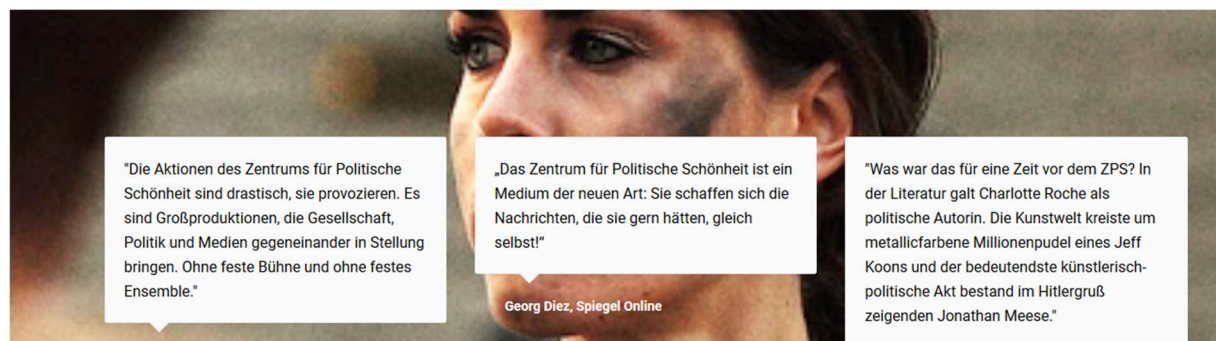 "Die Aktionen des Zentrums für Politische
Schönheit sind drastisch, sie provozieren. Es
sind Großproduktionen, die Gesellschaft,
Politik und Medien gegeneinander in Stellung
bringen. Ohne feste Bühne und ohne festes
Ensemble."
„Das Zentrum für Politische Schönheit ist ein
Medium der neuen Art: Sie schaffen sich die
Nachrichten, die sie gern hätten, gleich
selbst!“
Georg Diez, Spiegel Online
"Was war das für eine Zeit vor dem ZPS? In
der Literatur galt Charlotte Roche als
politische Autorin. Die Kunstwelt kreiste um
metallicfarbene Millionenpudel eines Jeff
Koons und der bedeutendste künstlerisch-
politische Akt bestand im Hitlergruß
zeigenden Jonathan Meese."